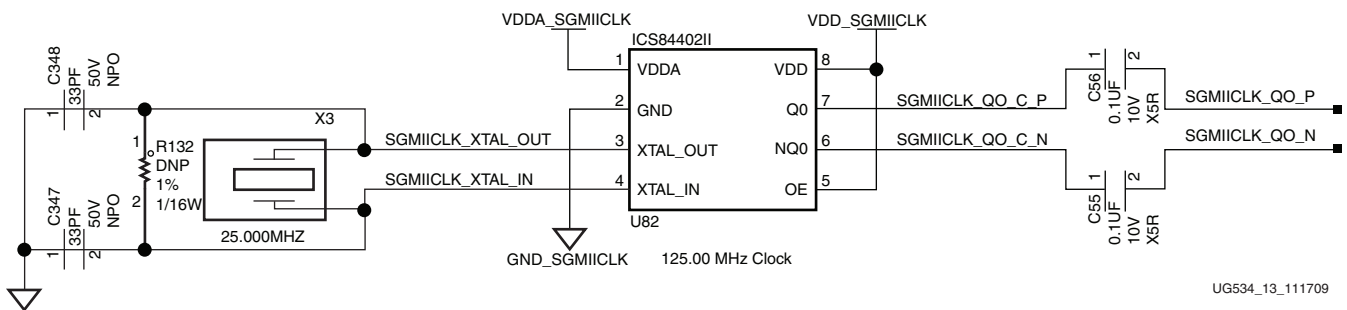 VDDA_SGMIICLK
VDD_SGMIICLK
ICS84402II
1 VDDA
VDD 8
2 GND
Q0 7
3 XTAL_OUT
NQ0 6
4 XTAL_IN
OE 5
U82
125.00 MHz Clock
GND_SGMIICLK
C348
33PF
50V
NPO
1
2
1
R132
DNP
1%
1/16W
2
C347
33PF
50V
NPO
1
2
X3
25.000MHZ
SGMIICLK_XTAL_OUT
SGMIICLK_XTAL_IN
SGMIICLK_QO_C_P
SGMIICLK_QO_C_N
1
2
C56
0.1UF
10V
X5R
SGMIICLK_QO_P
SGMIICLK_QO_N
1
2
C55
0.1UF
10V
X5R
UG534_13_111709